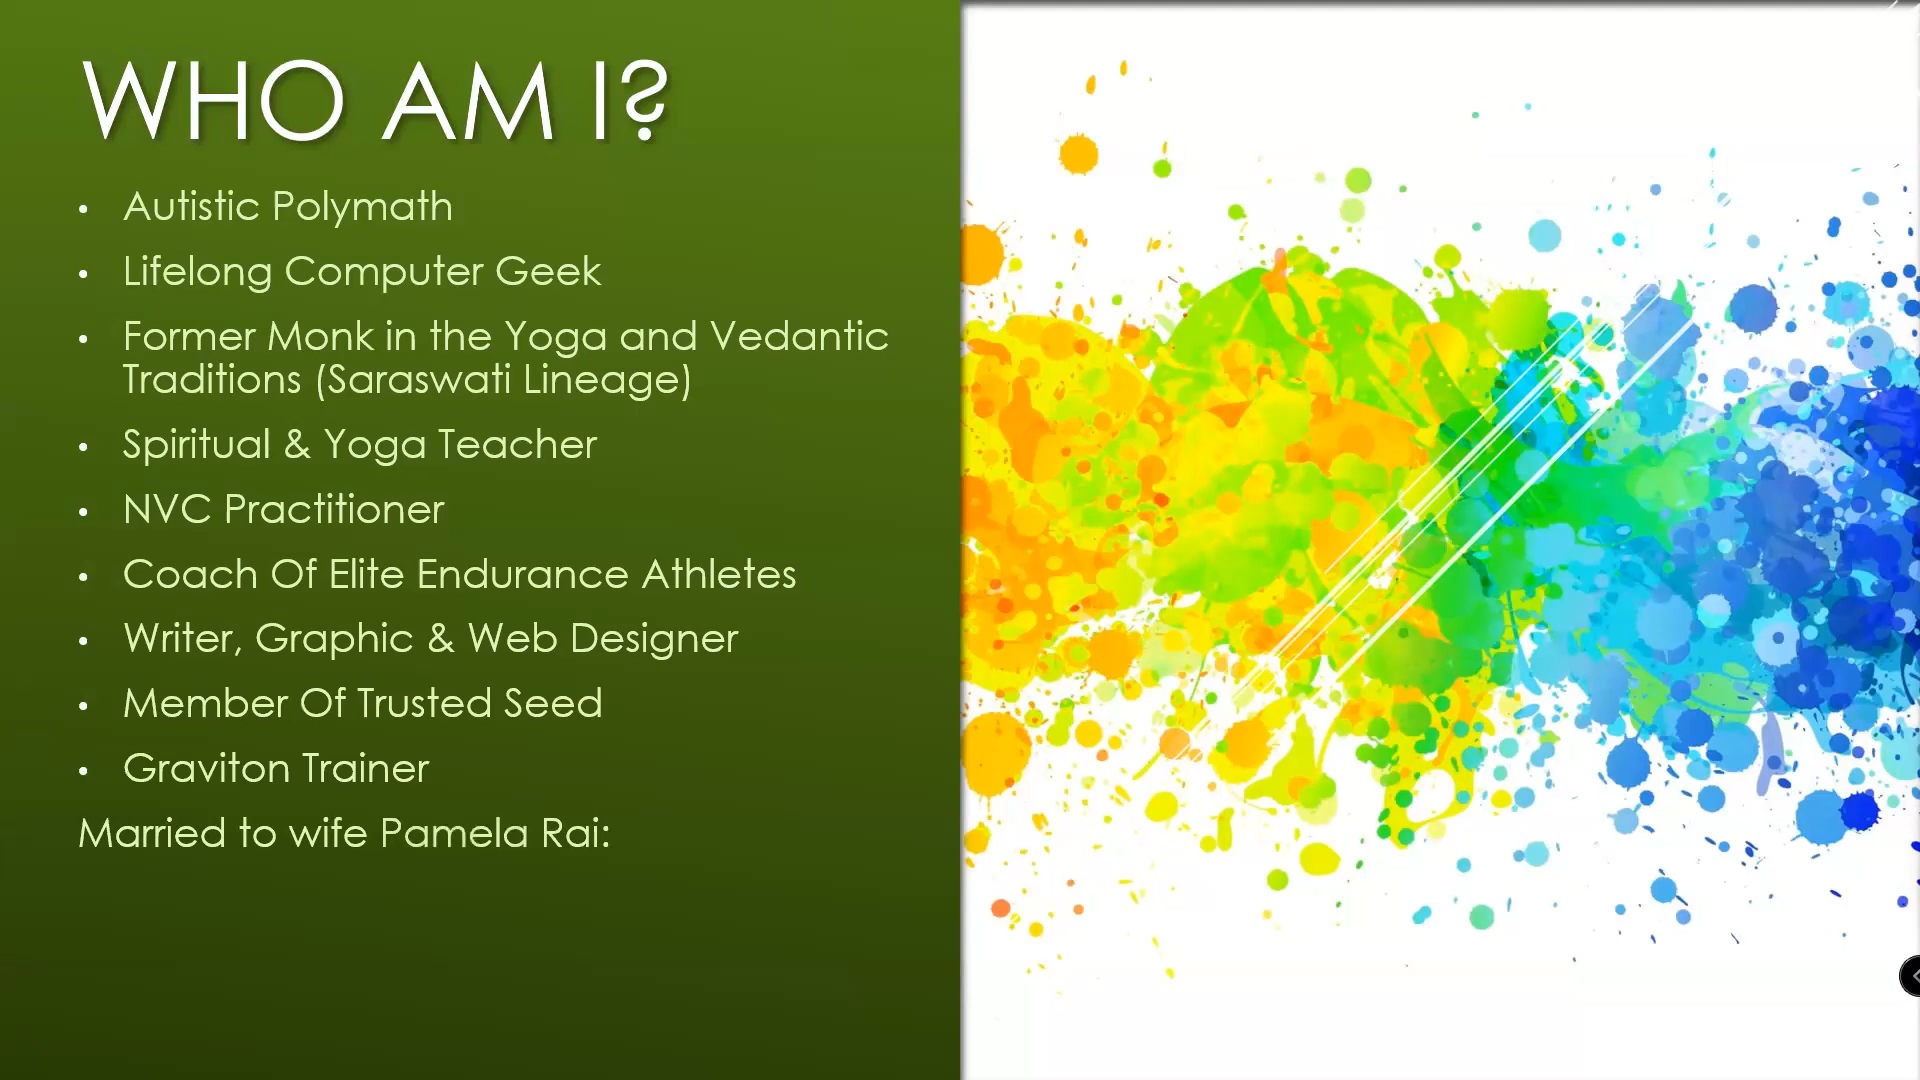 WHO AM I?
• Autistic Polymath
• Lifelong Computer Geek
• Former Monk in the Yoga and Vedantic
Traditions (Saraswati Lineage)
• Spiritual & Yoga Teacher
• NVC Practitioner
• Coach Of Elite Endurance Athletes
• Writer, Graphic & Web Designer
• Member Of Trusted Seed
• Graviton Trainer
Married to wife Pamela Rai: